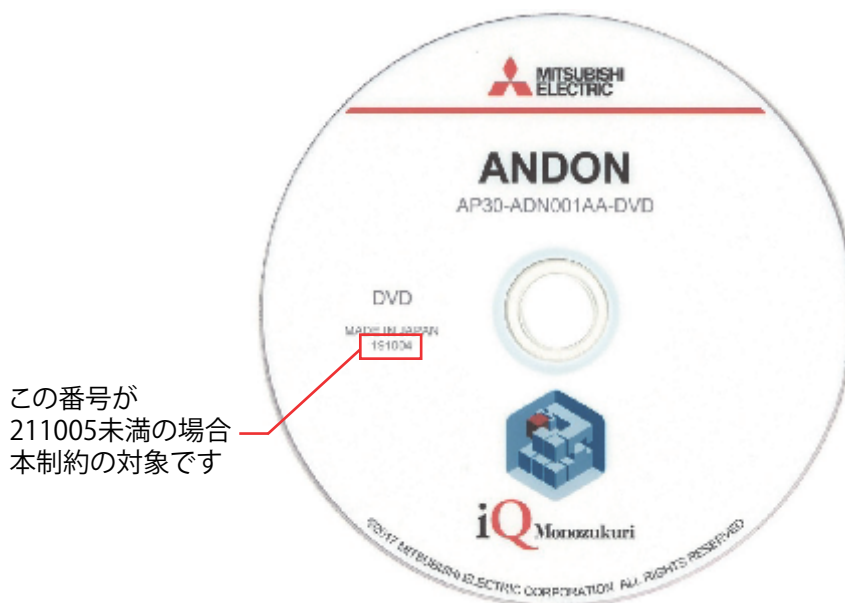 MITSUBISHI
ELECTRIC
ANDON
AP30-ADN001AA-DVD
DVD
MADE IN JAPAN
191004
この番号が
211005未満の場合
本制約の対象です
iQ Monozukuri
©2017 MITSUBISHI ELECTRIC CORPORATION ALL RIGHTS RESERVED